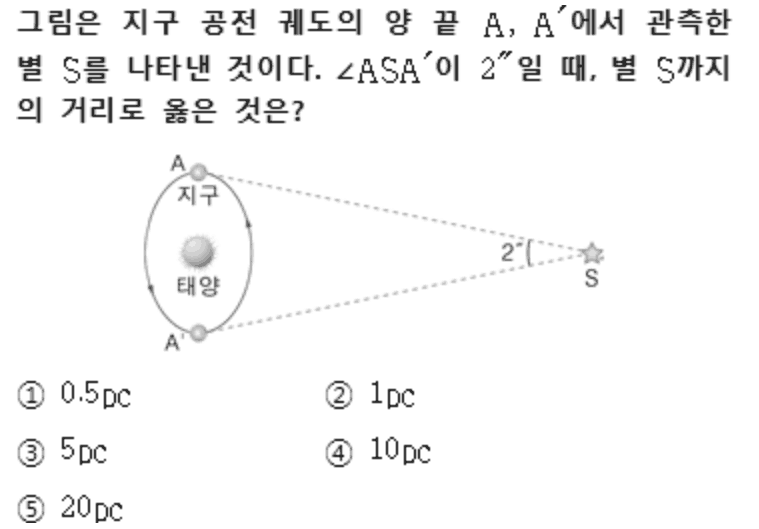 그림은 지구 공전 궤도의 양 끝 A, A´에서 관측한
별 S를 나타낸 것이다. ∠ASA´이 2˝일 때, 별 S까지
의 거리로 옳은 것은?
A
지구
태양
A'
2˝
S
① 0.5pc
② 1pc
③ 5pc
④ 10pc
⑤ 20pc